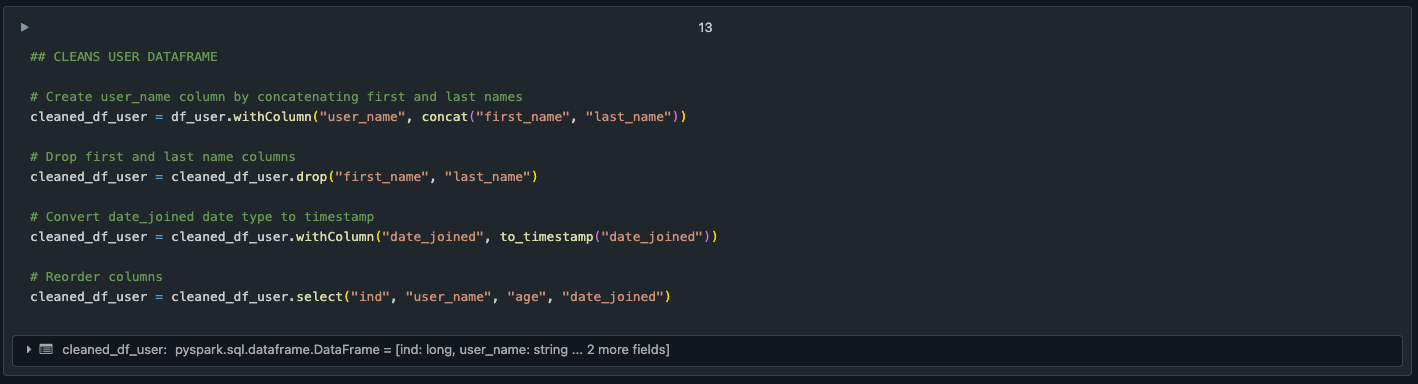 13
## CLEANS USER DATAFRAME
# Create user_name column by concatenating first and last names
cleaned_df_user = df_user.withColumn("user_name", concat("first_name", "last_name"))
# Drop first and last name columns
cleaned_df_user = cleaned_df_user.drop("first_name", "last_name")
# Convert date_joined date type to timestamp
cleaned_df_user = cleaned_df_user.withColumn("date_joined", to_timestamp("date_joined"))
# Reorder columns
cleaned_df_user = cleaned_df_user.select("ind", "user_name", "age", "date_joined")
cleaned_df_user: pyspark.sql.dataframe.DataFrame = [ind: long, user_name: string ... 2 more fields]